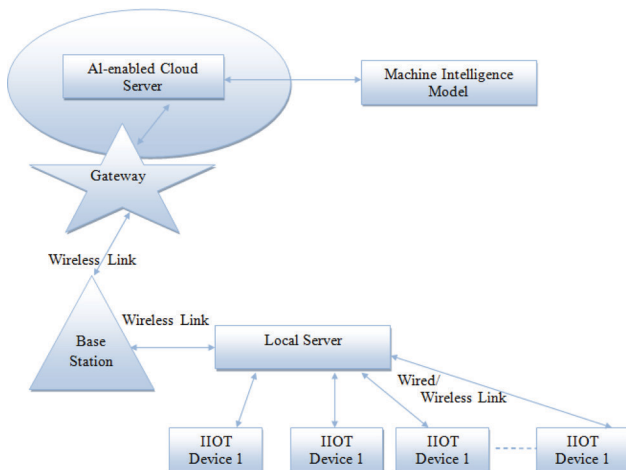 AI-enabled Cloud
Server
Machine Intelligence
Model
Gateway
Wireless Link
Wireless Link
Base
Station
Local Server
Wired/
Wireless Link
IIOT
Device 1
IIOT
Device 1
IIOT
Device 1
IIOT
Device 1